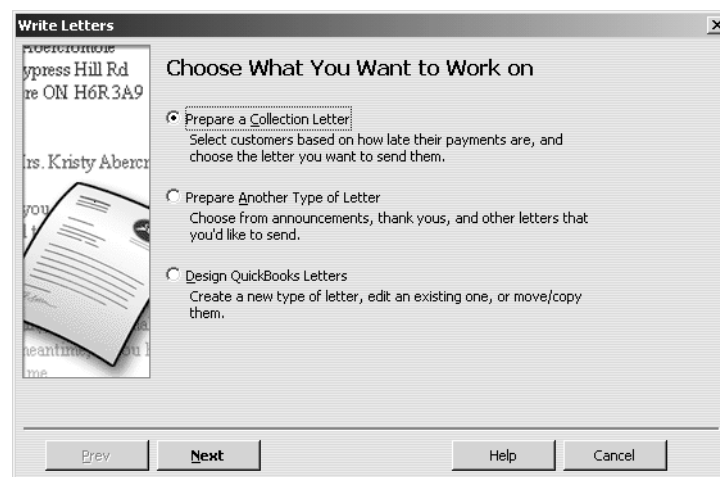 Write Letters
ypress Hill Rd
re ON H6R 3A9
rs. Kristy Abercr
you
Choose What You Want to Work on
Prepare a Collection Letter
Select customers based on how late their payments are, and
choose the letter you want to send them.
Prepare Another Type of Letter
Choose from announcements, thank yous, and other letters that
you'd like to send.
Design QuickBooks Letters
Create a new type of letter, edit an existing one, or move/copy
them.
Prev
Next
Help
Cancel